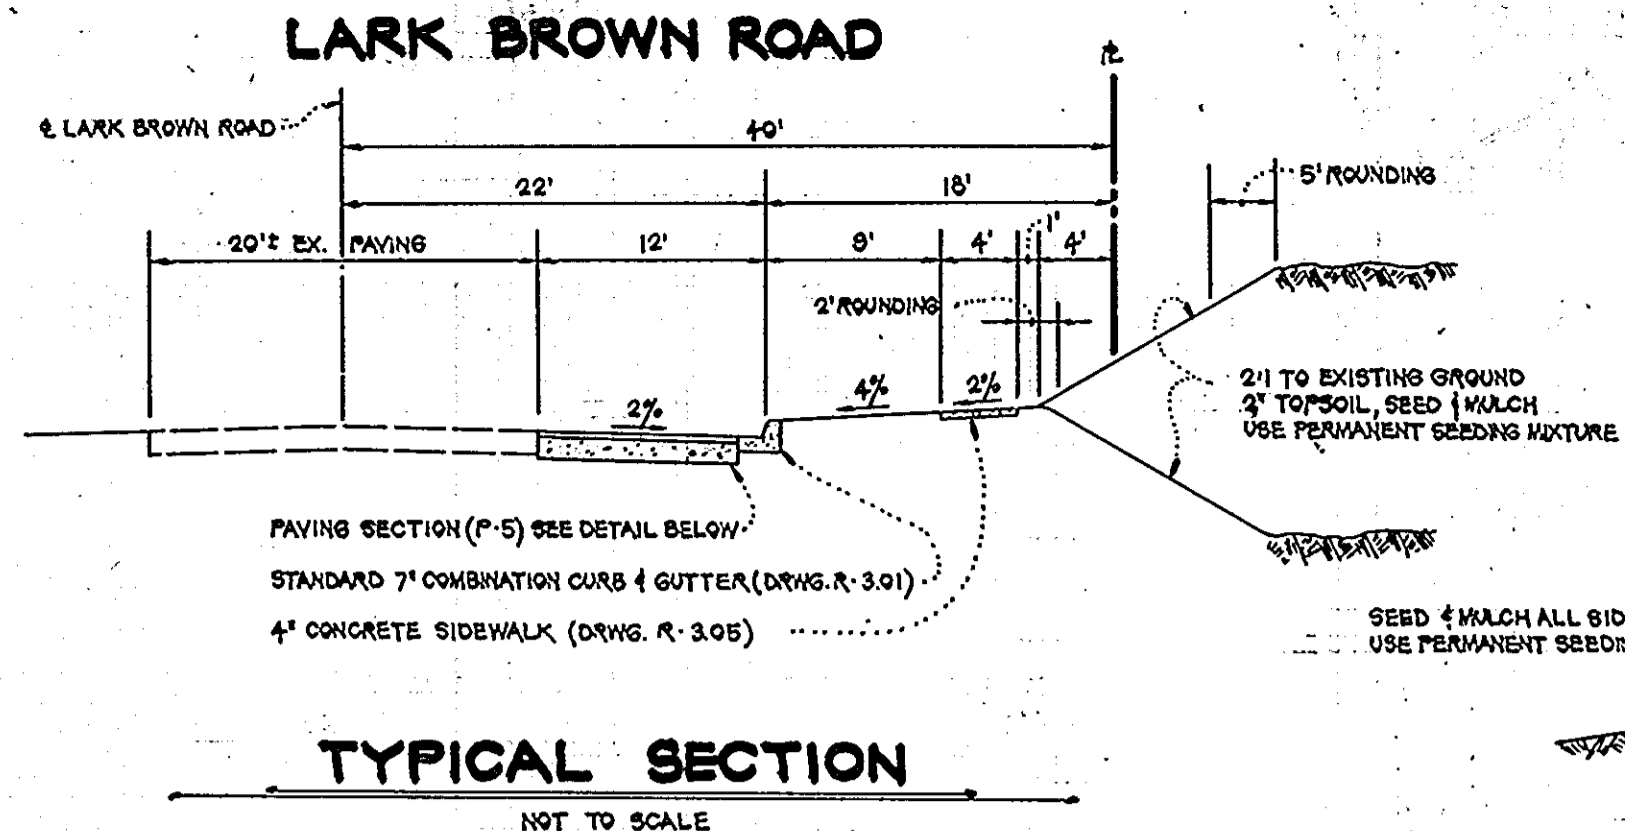 LARK BROWN ROAD
℄ LARK BROWN ROAD
℄
40'
22'
18'
5' ROUNDING
20'± EX. PAVING
12'
9'
4'
1'
4'
2' ROUNDING
2%
4%
2%
2:1 TO EXISTING GROUND
2" TOPSOIL, SEED & MULCH
USE PERMANENT SEEDING MIXTURE
PAVING SECTION (P-5) SEE DETAIL BELOW
STANDARD 7" COMBINATION CURB & GUTTER (DRWG. R-3.01)
4" CONCRETE SIDEWALK (DRWG. R-3.05)
SEED & MULCH ALL SID
USE PERMANENT SEEDIN
TYPICAL SECTION
NOT TO SCALE